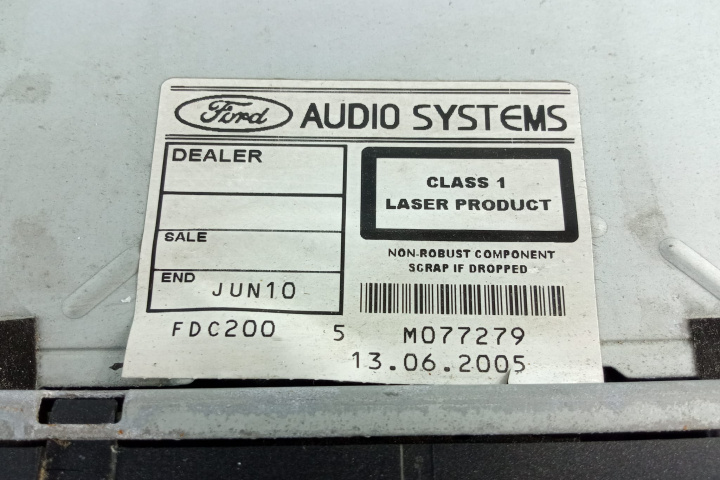 Ford AUDIO SYSTEMS
DEALER
SALE
END JUN10
CLASS 1
LASER PRODUCT
NON-ROBUST COMPONENT
SCRAP IF DROPPED
FDC200 5 M077279
13.06.2005